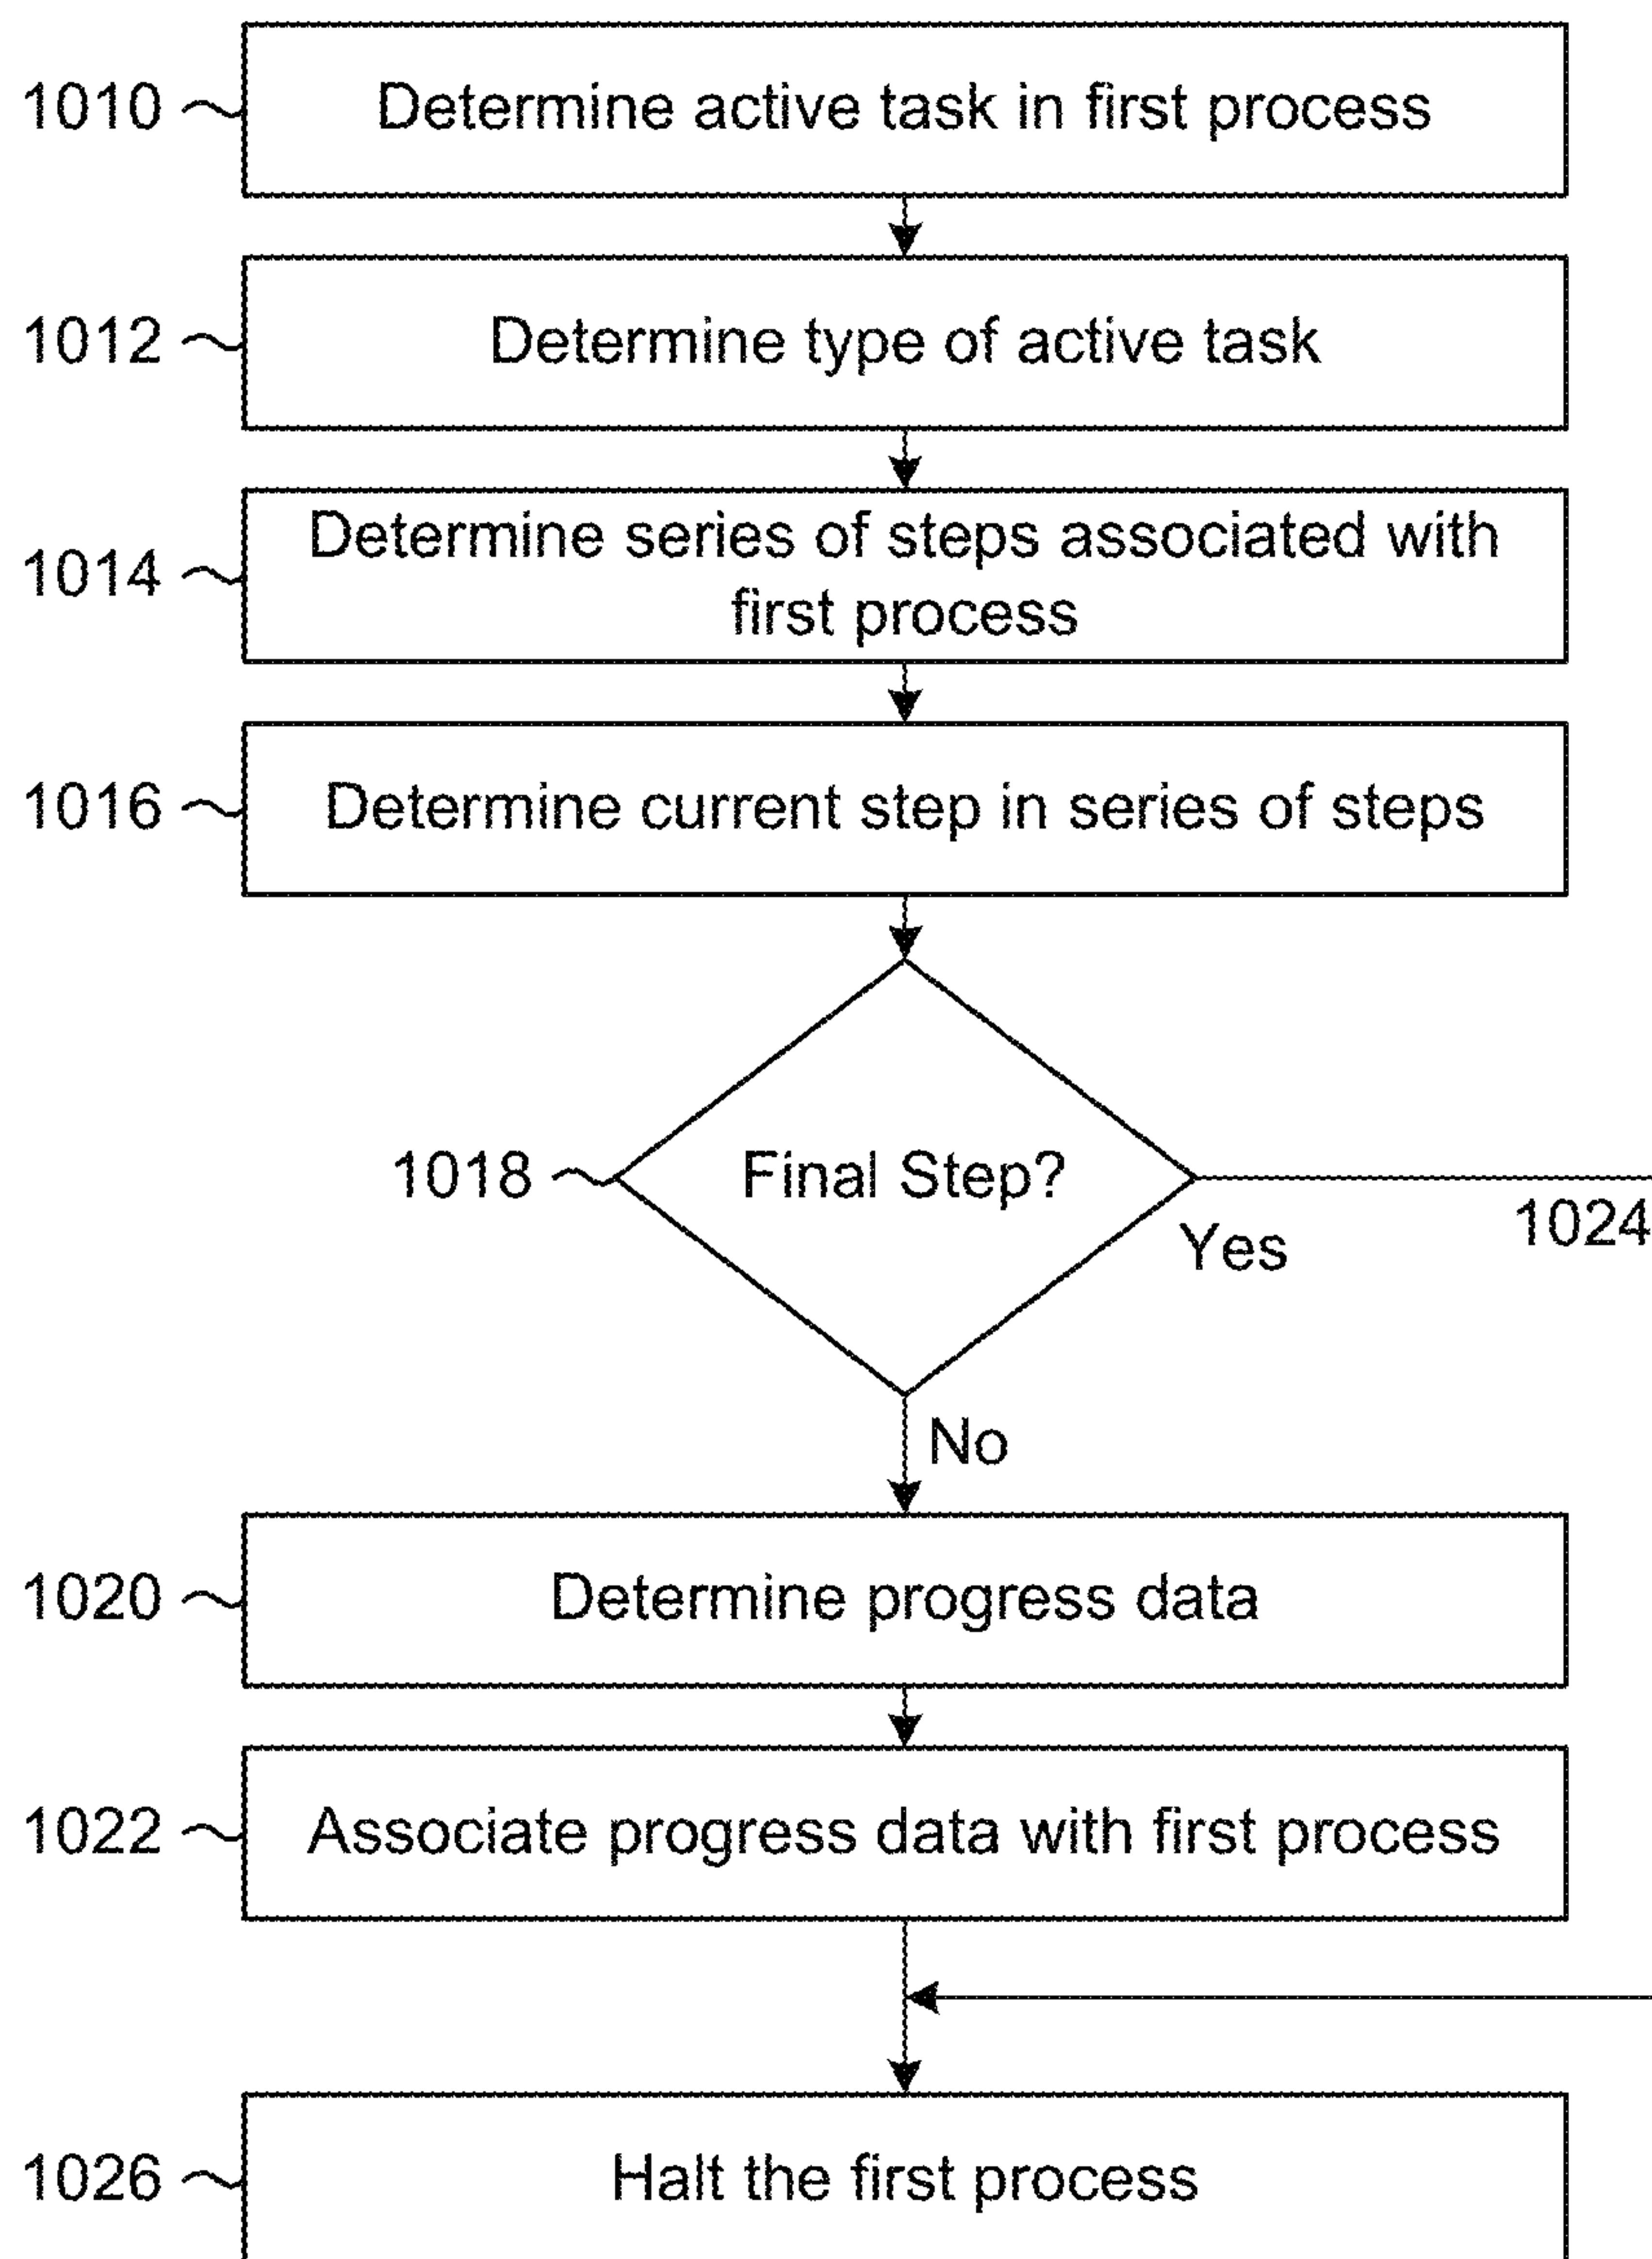 1010 Determine active task in first process
1012 Determine type of active task
1014 Determine series of steps associated with
first process
1016 Determine current step in series of steps
1018 Final Step?
1024
Yes
No
1020 Determine progress data
1022 Associate progress data with first process
1026 Halt the first process